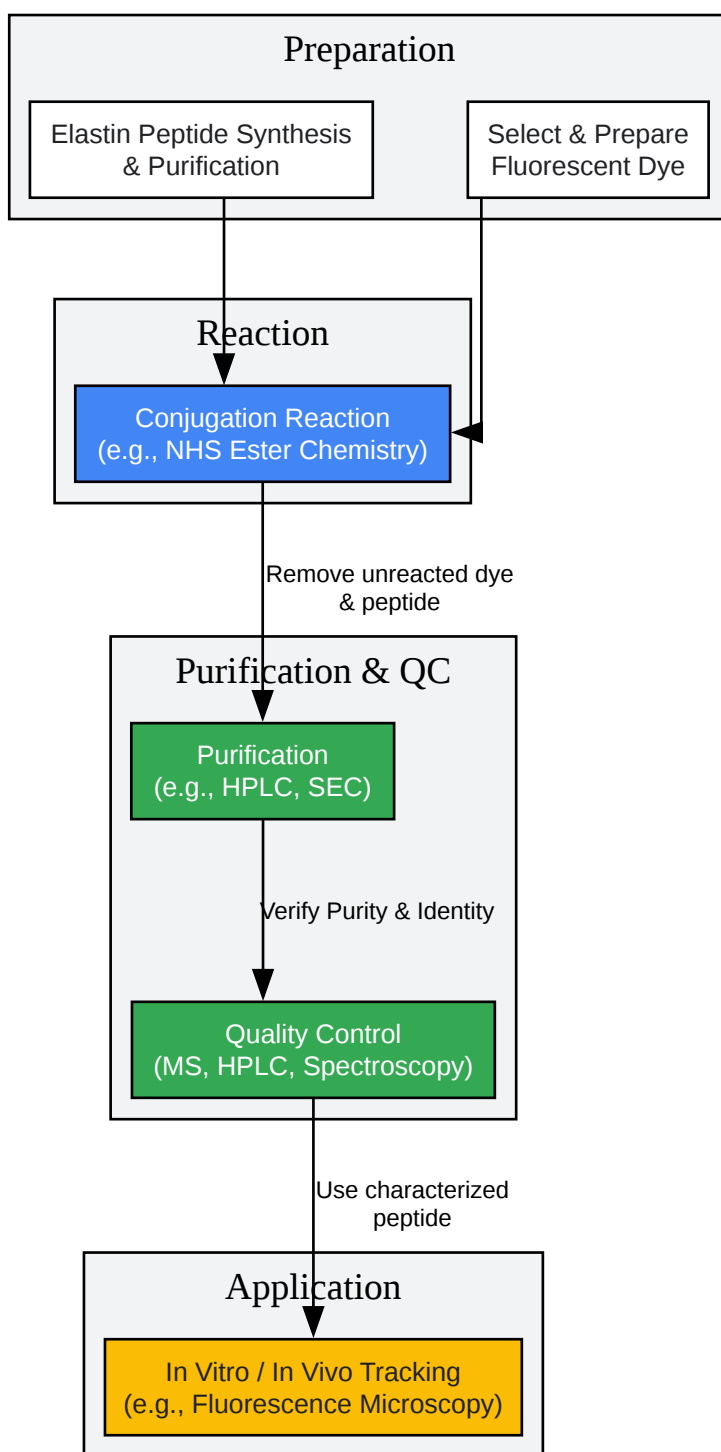 Preparation
Elastin Peptide Synthesis
& Purification
Select & Prepare
Fluorescent Dye
Reaction
Conjugation Reaction
(e.g., NHS Ester Chemistry)
Remove unreacted dye
& peptide
Purification & QC
Purification
(e.g., HPLC, SEC)
Verify Purity & Identity
Quality Control
(MS, HPLC, Spectroscopy)
Use characterized
peptide
Application
In Vitro / In Vivo Tracking
(e.g., Fluorescence Microscopy)